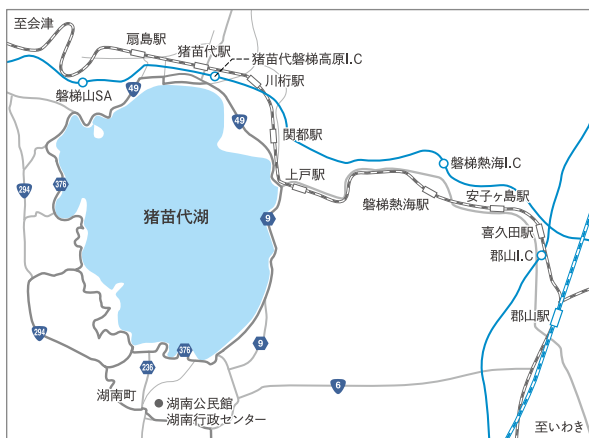 至会津
扇島駅
猪苗代駅
猪苗代磐梯高原I.C
川桁駅
磐梯山SA
49
49
関都駅
磐梯熱海I.C
上戸駅
294
376
安子ヶ島駅
磐梯熱海駅
猪苗代湖
9
喜久田駅
郡山I.C
郡山駅
294
376
9
236
6
湖南町
湖南公民館
湖南行政センター
至いわき